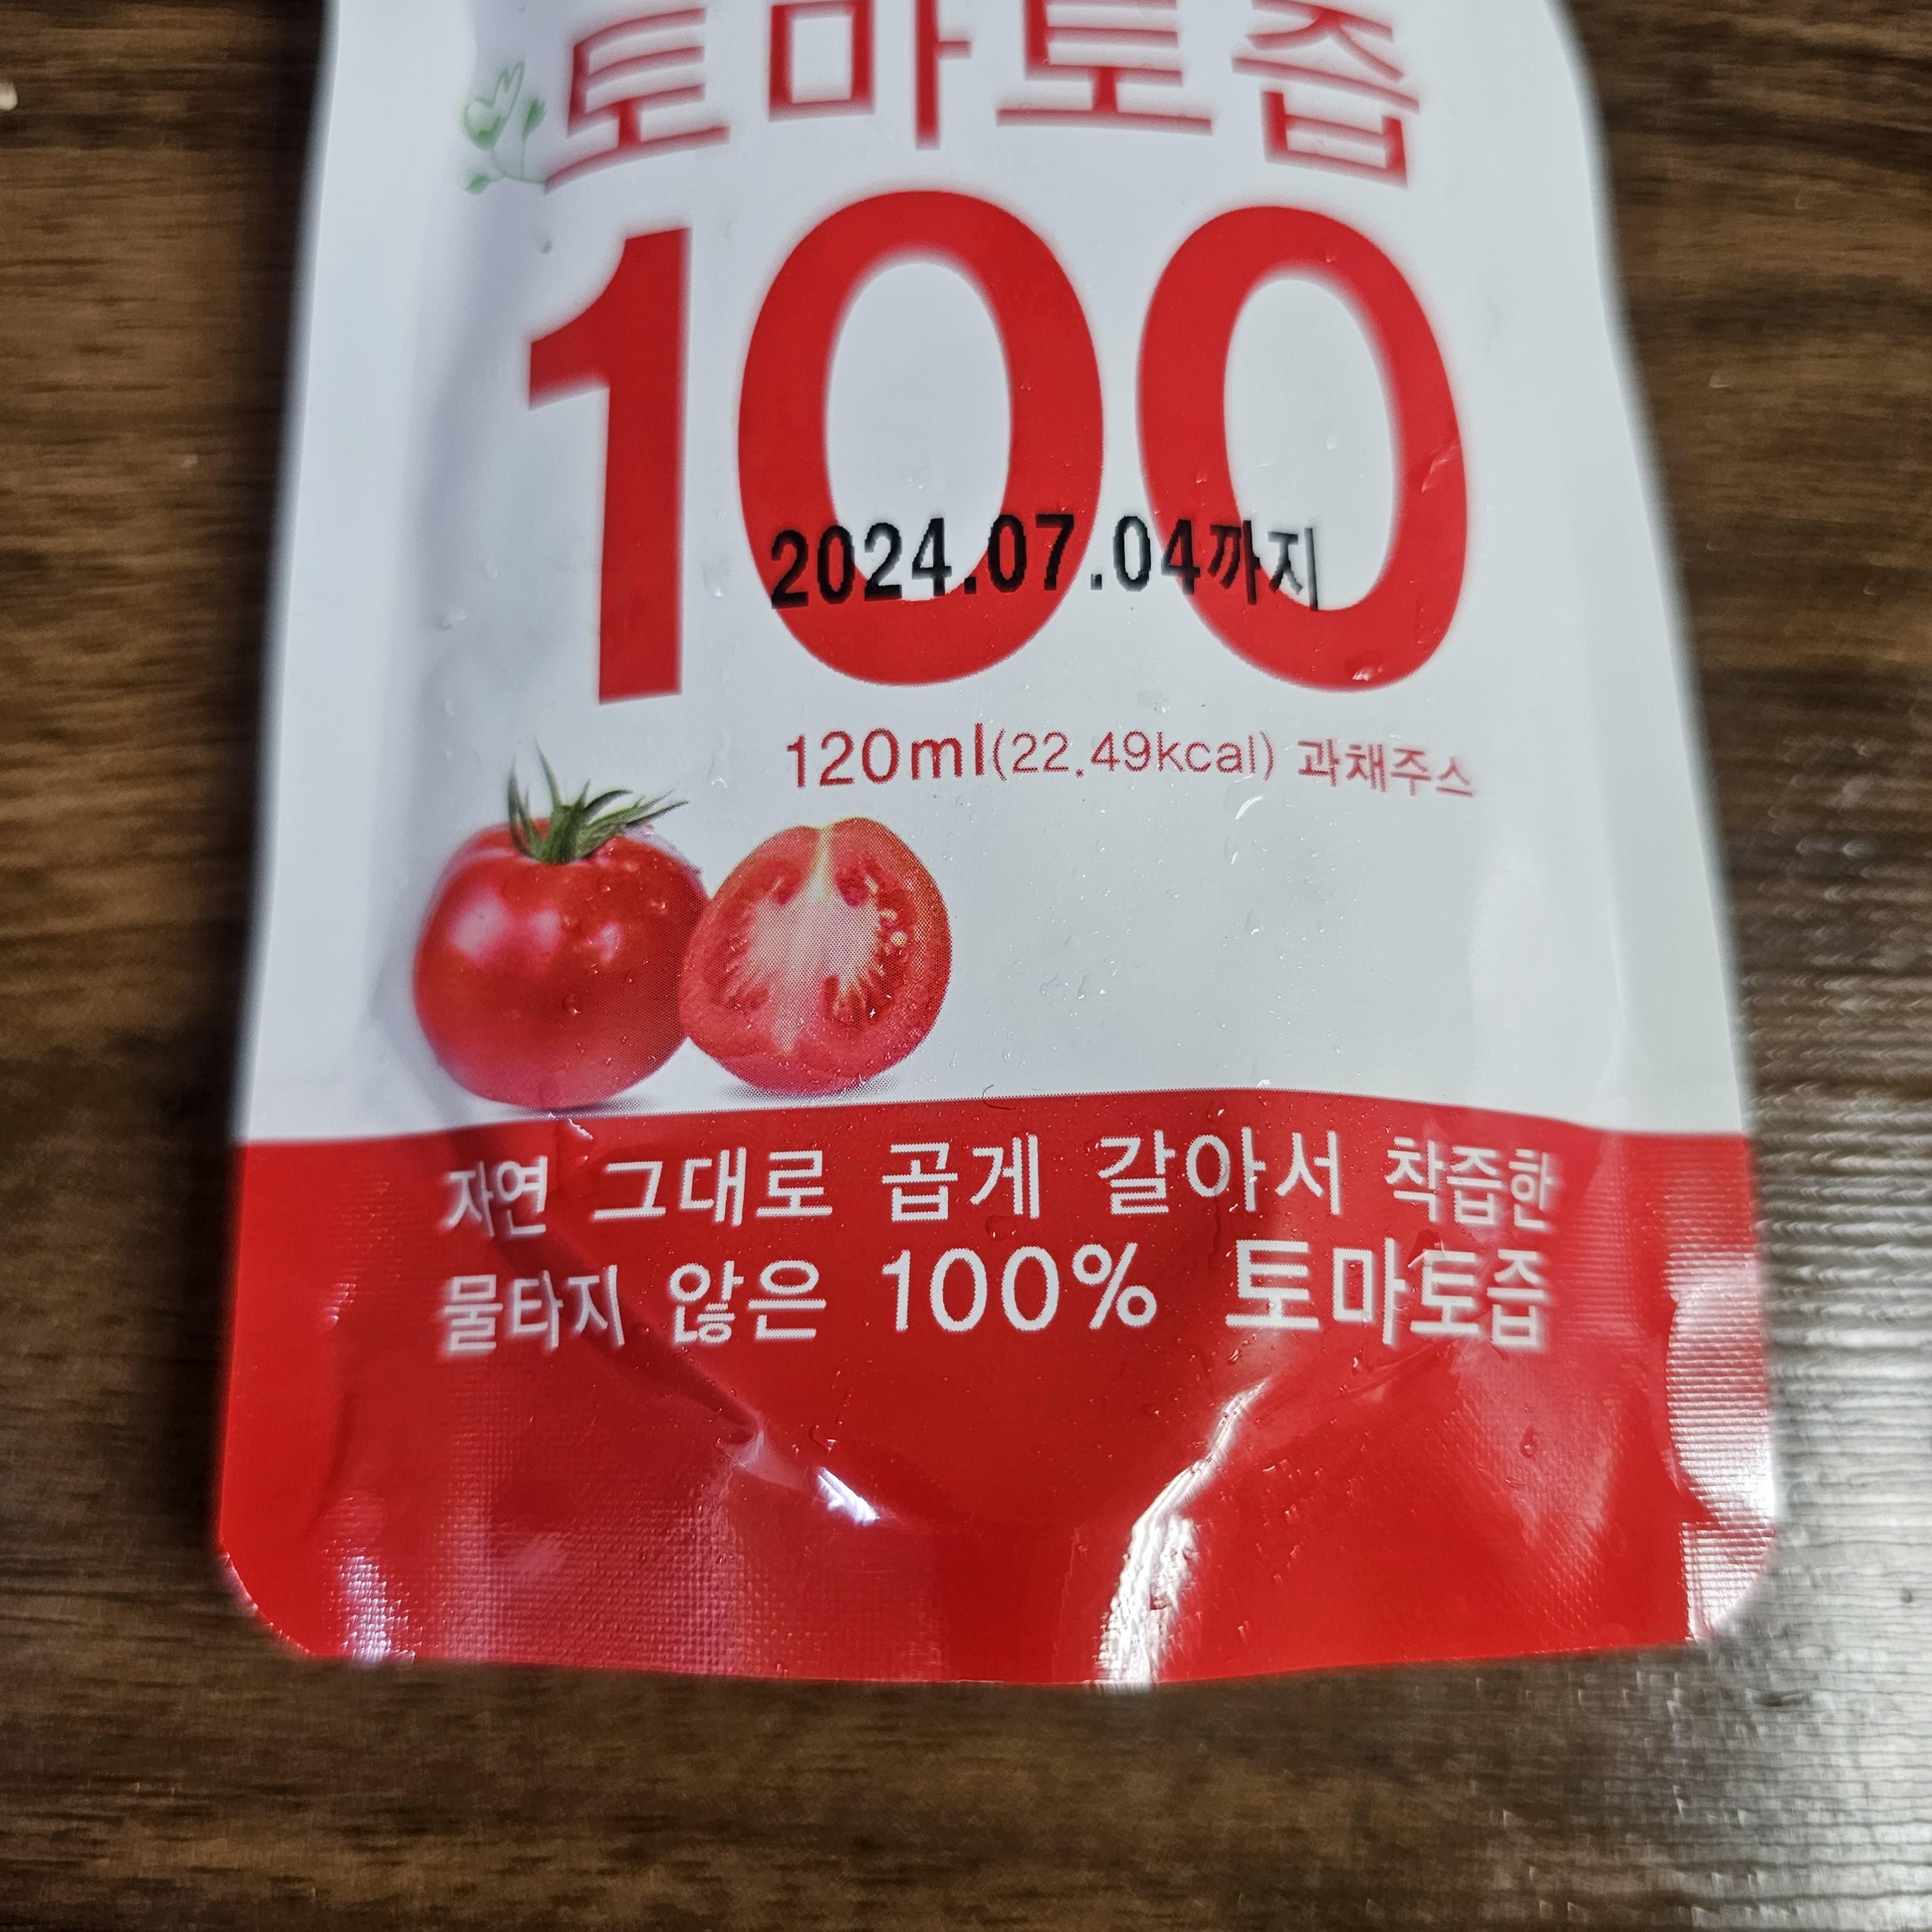 토마토즙
100
2024.07.04까지
120ml(22.49kcal) 과채주스
자연 그대로 곱게 갈아서 착즙한
물타지 않은 100% 토마토즙